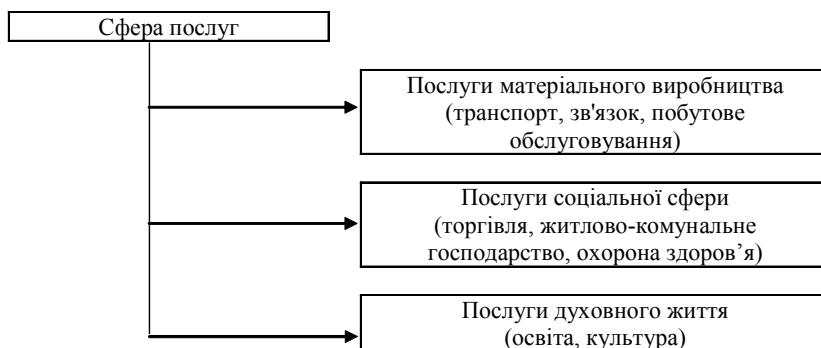 Сфера послуг
Послуги матеріального виробництва
(транспорт, зв'язок, побутове
обслуговування)
Послуги соціальної сфери
(торгівля, житлово-комунальне
господарство, охорона здоров’я)
Послуги духовного життя
(освіта, культура)